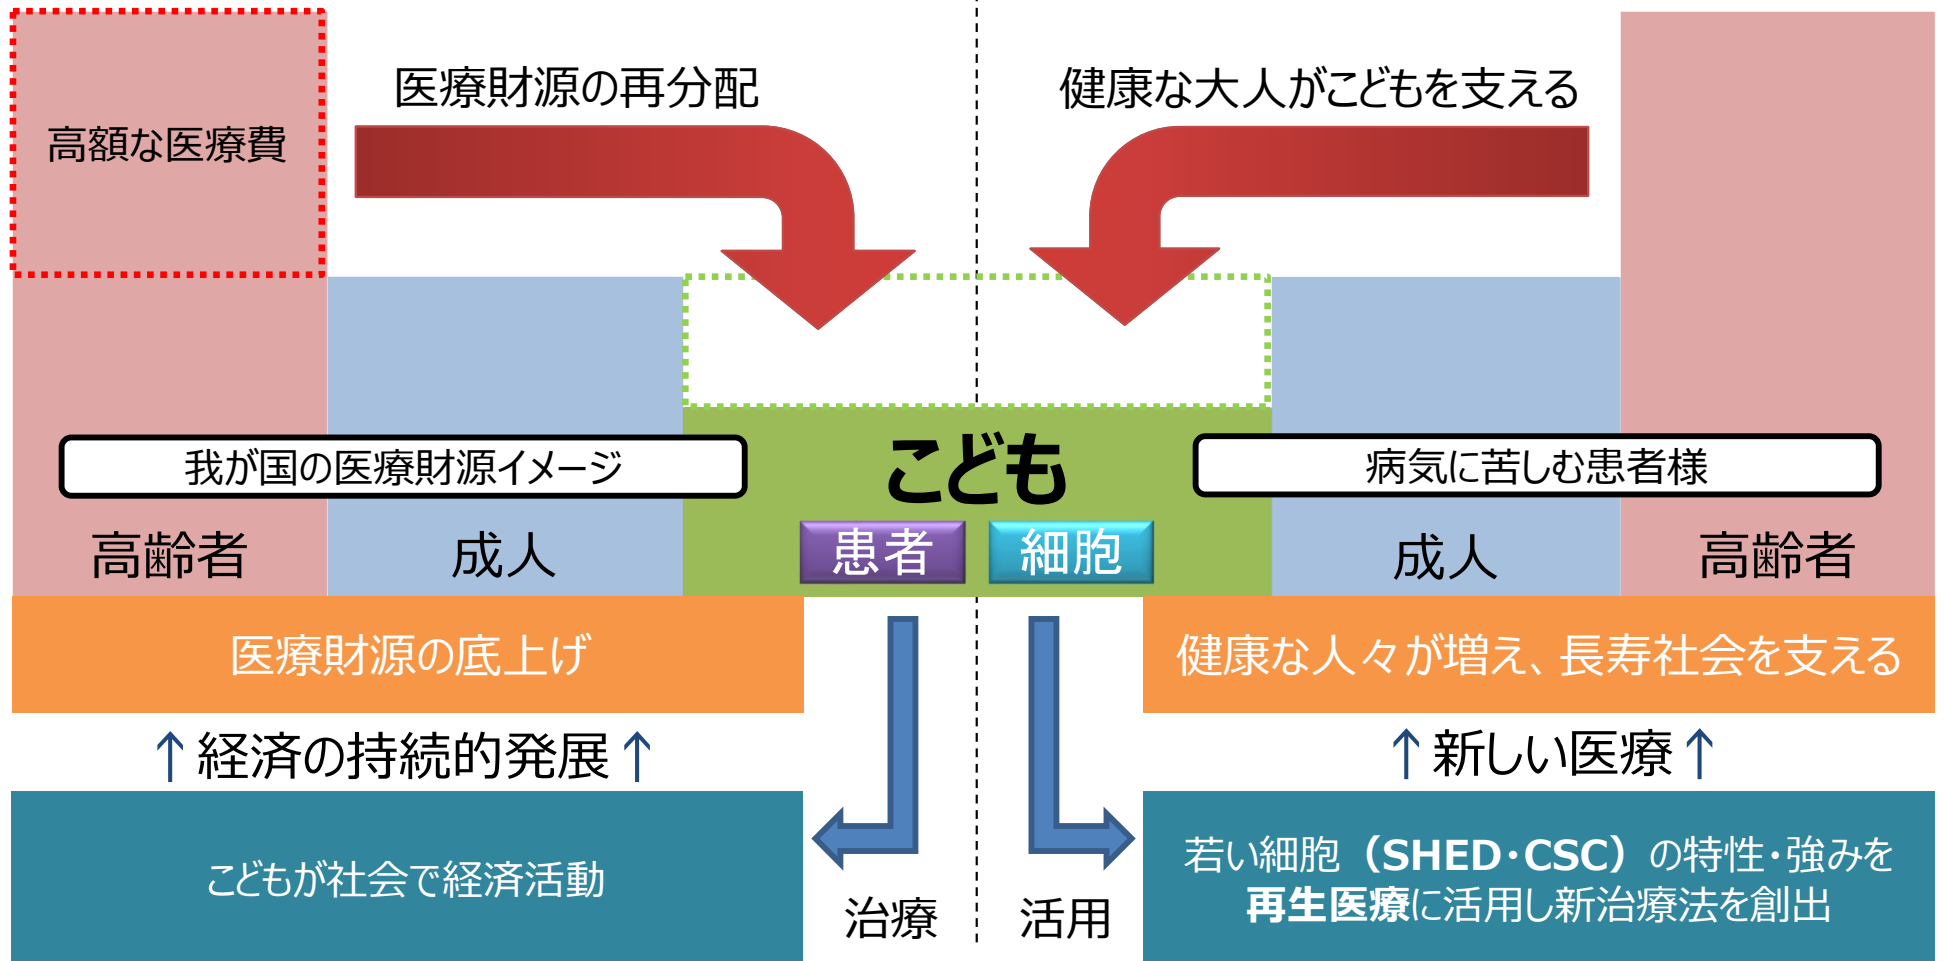 医療財源の再分配
健康な大人がこどもを支える
高額な医療費
こども
我が国の医療財源イメージ
病気に苦しむ患者様
高齢者
成人
患者
細胞
成人
高齢者
医療財源の底上げ
健康な人々が増え、長寿社会を支える
↑経済の持続的発展↑
↑新しい医療↑
こどもが社会で経済活動
若い細胞（SHED・CSC）の特性・強みを
再生医療に活用し新治療法を創出
治療
活用